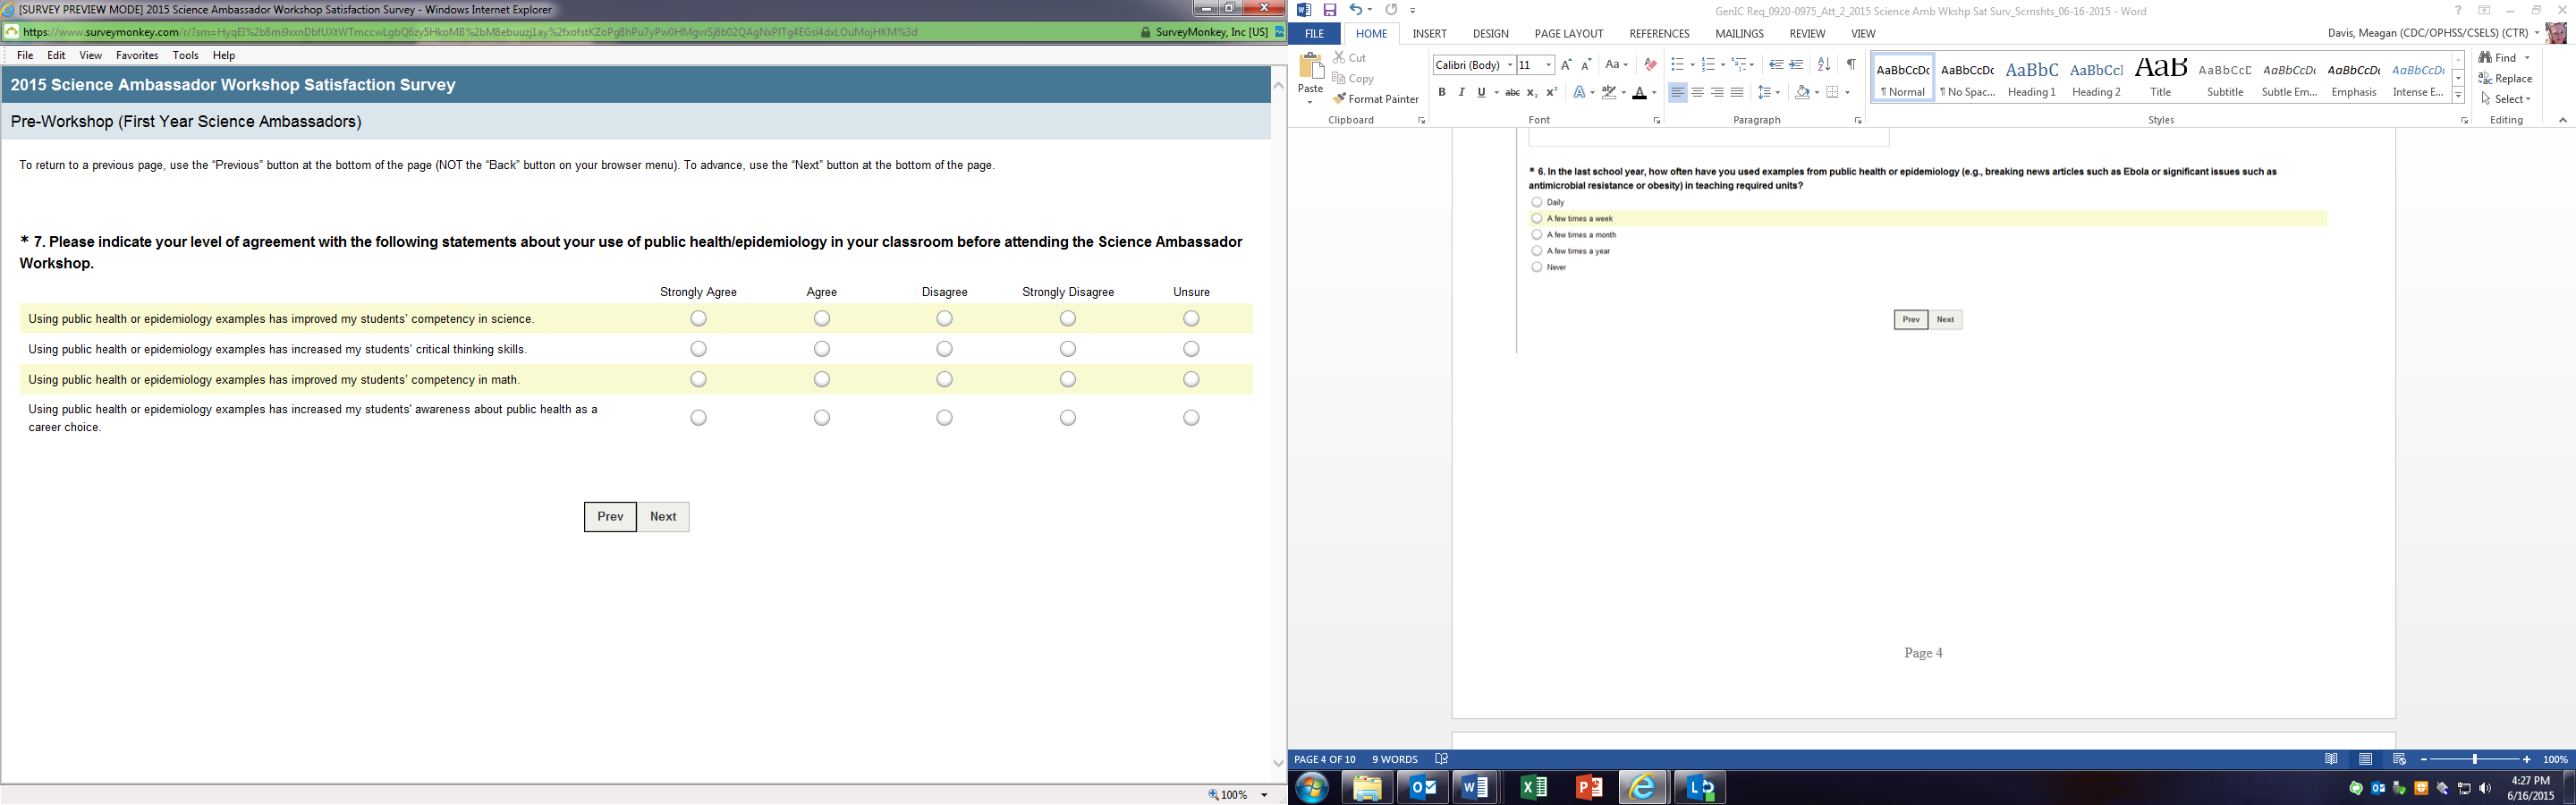 [SURVEY PREVIEW MODE] 2015 Science Ambassador Workshop Satisfaction Survey - Windows Internet Explorer
SurveyMonkey, Inc [US]
File Edit View Favorites Tools Help
2015 Science Ambassador Workshop Satisfaction Survey
Pre-Workshop (First Year Science Ambassadors)
To return to a previous page, use the “Previous” button at the bottom of the page (NOT the “Back” button on your browser menu). To advance, use the “Next” button at the bottom of the page.
* 7. Please indicate your level of agreement with the following statements about your use of public health/epidemiology in your classroom before attending the Science Ambassador
Workshop.
Strongly Agree Agree Disagree Strongly Disagree Unsure
Using public health or epidemiology examples has improved my students’ competency in science.
Using public health or epidemiology examples has increased my students’ critical thinking skills.
Using public health or epidemiology examples has improved my students’ competency in math.
Using public health or epidemiology examples has increased my students' awareness about public health as a
career choice.
Prev Next
100%
GenIC Req_0920-0975_Att_2_2015 Science Amb Wkshp Sat Surv_Scrnshts_06-16-2015 - Word
FILE HOME INSERT DESIGN PAGE LAYOUT REFERENCES MAILINGS REVIEW VIEW
Davis, Meagan (CDC/OPHSS/CSELS) (CTR)
Paste
Cut
Copy
Format Painter
Clipboard
Calibri (Body) 11
Aa
B I U abc x₂ x²
Font
Paragraph
AaBbCcDc AaBbCcDc AaBbC AaBbCcl AaB AaBbCcD AaBbCcDc AaBbCcDc AaBbCcDc
¶ Normal ¶ No Spac... Heading 1 Heading 2 Title Subtitle Subtle Em... Emphasis Intense E...
Styles
Find
Replace
Select
Editing
* 6. In the last school year, how often have you used examples from public health or epidemiology (e.g., breaking news articles such as Ebola or significant issues such as
antimicrobial resistance or obesity) in teaching required units?
Daily
A few times a week
A few times a month
A few times a year
Never
Prev Next
Page 4
PAGE 4 OF 10 9 WORDS
100%
4:27 PM
6/16/2015